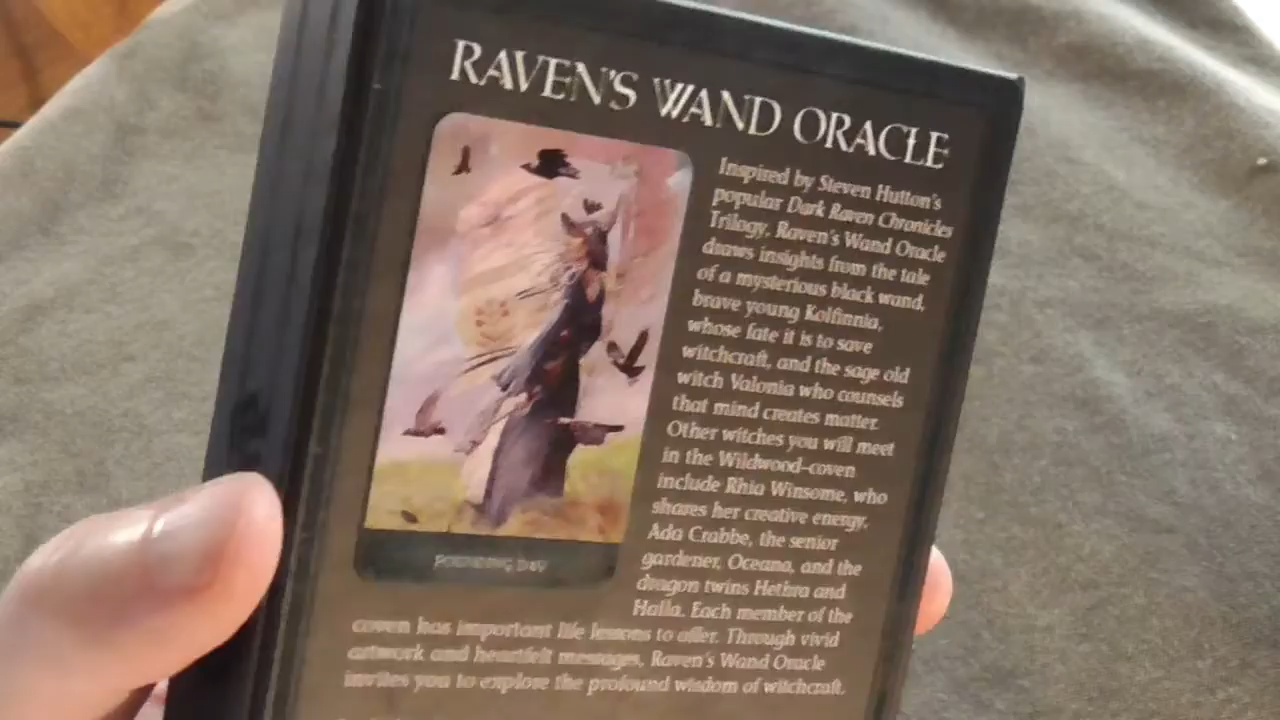 RAVEN'S WAND ORACLE
Inspired by Steven Hutton's
popular Dark Raven Chronicles
Trilogy, Raven's Wand Oracle
draws insights from the tale
of a mysterious black wand,
brave young Kolfinnia,
whose fate it is to save
witchcraft, and the sage old
witch Valonia who counsels
that mind creates matter.
Other witches you will meet
in the Wildwood-coven
include Rhia Winsome, who
shares her creative energy,
Ada Crabbe, the senior
gardener, Oceana, and the
dragon twins Hethra and
Halla. Each member of the
coven has important life lessons to offer. Through vivid
artwork and heartfelt messages, Raven's Wand Oracle
invites you to explore the profound wisdom of witchcraft.
DAY